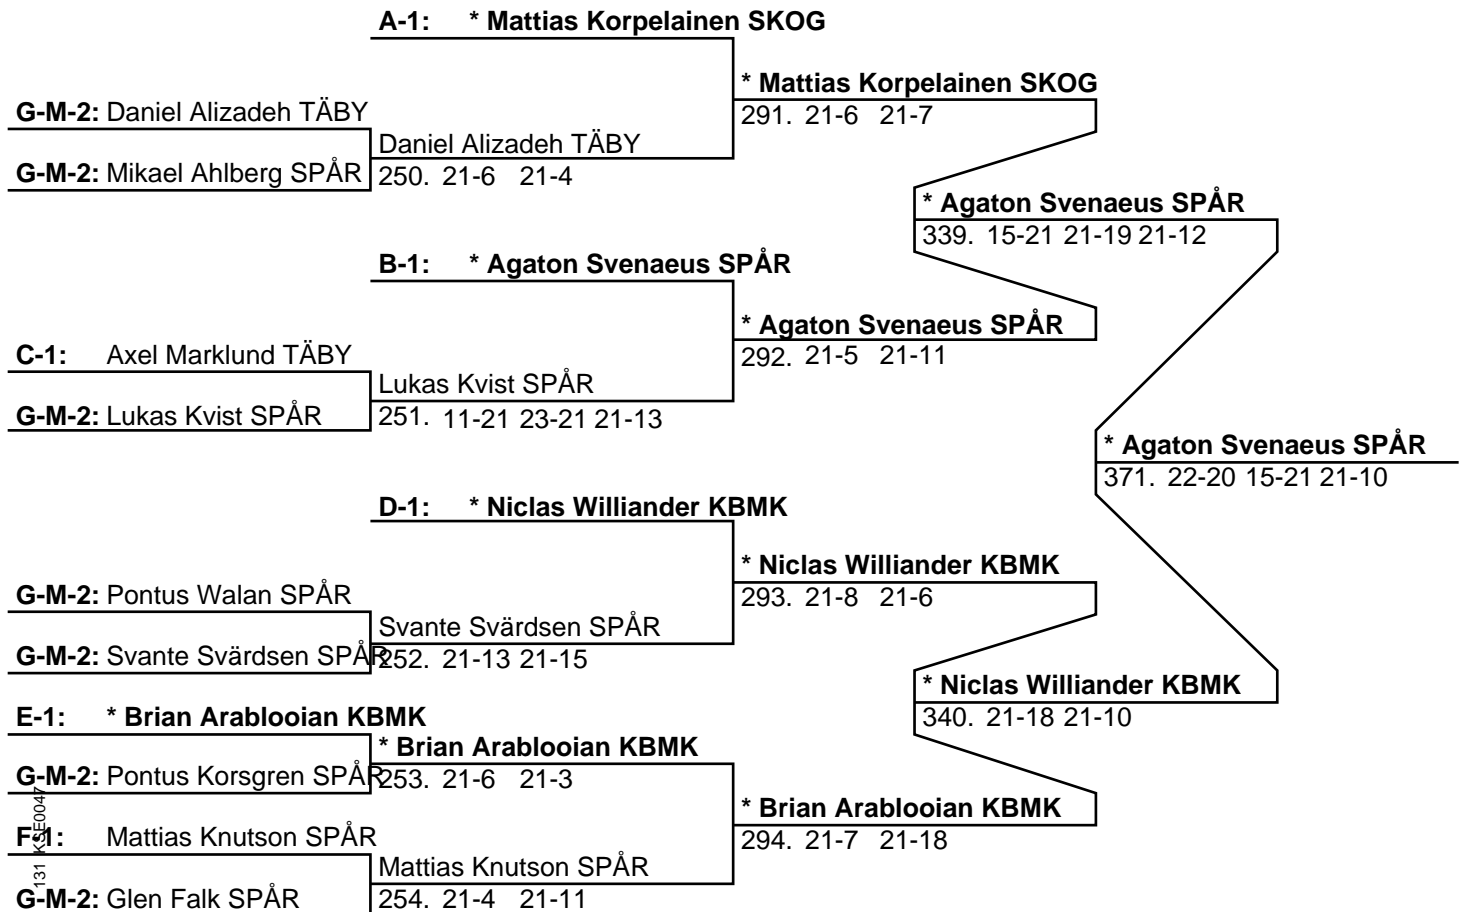 A-1: * Mattias Korpelainen SKOG
* Mattias Korpelainen SKOG
291. 21-6 21-7
G-M-2: Daniel Alizadeh TÄBY
Daniel Alizadeh TÄBY
G-M-2: Mikael Ahlberg SPÅR
250. 21-6 21-4
* Agaton Svenaeus SPÅR
339. 15-21 21-19 21-12
B-1: * Agaton Svenaeus SPÅR
* Agaton Svenaeus SPÅR
292. 21-5 21-11
C-1: Axel Marklund TÄBY
Lukas Kvist SPÅR
G-M-2: Lukas Kvist SPÅR
251. 11-21 23-21 21-13
* Agaton Svenaeus SPÅR
371. 22-20 15-21 21-10
D-1: * Niclas Williander KBMK
* Niclas Williander KBMK
293. 21-8 21-6
G-M-2: Pontus Walan SPÅR
Svante Svärdsen SPÅR
G-M-2: Svante Svärdsen SPÅR
252. 21-13 21-15
* Niclas Williander KBMK
340. 21-18 21-10
E-1: * Brian Arablooian KBMK
* Brian Arablooian KBMK
G-M-2: Pontus Korsgren SPÅR
253. 21-6 21-3
* Brian Arablooian KBMK
294. 21-7 21-18
F-1: Mattias Knutson SPÅR
Mattias Knutson SPÅR
G-M-2: Glen Falk SPÅR
254. 21-4 21-11
131 KSE0047